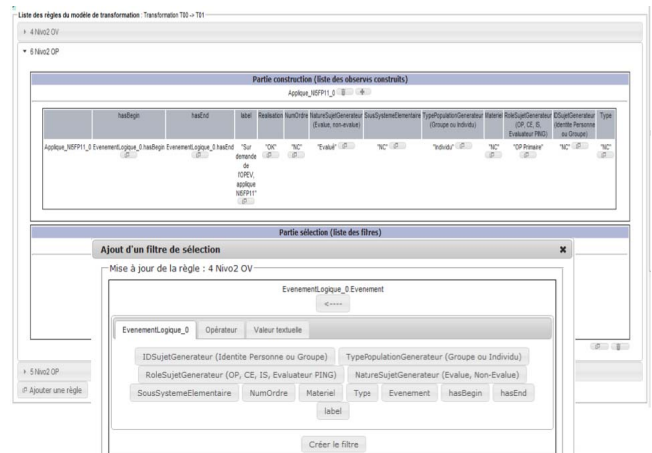 Liste des règles du modèle de transformation : Transformation T00 -> T01
4 Nivo2 OV
6 Nivo2 OP
Partie construction (liste des observés construits)
Applique_NI5FP11_0
hasBegin hasEnd label Realisation NumOrdre NatureSujetGenerateur (Evalue, non-evalue) SousSystemeElementaire TypePopulationGenerateur (Groupe ou Individu) Materiel RoleSujetGenerateur (OP, CE, IS, Evaluateur PING) IDSujetGenerateur (Identite Personne ou Groupe) Type
Applique_NI5FP11_0 EvenementLogique_0.hasBegin EvenementLogique_0.hasEnd "Sur demande de l'OPEV, applique NI5FP11" "OK" "NC" "Evalué" "NC" "Individu" "NC" "OP Primaire" "NC" "NC"
Partie sélection (liste des filtres)
Ajout d'un filtre de sélection
Mise à jour de la règle : 4 Nivo2 OV
EvenementLogique_0.Evenement
<----
EvenementLogique_0 Opérateur Valeur textuelle
IDSujetGenerateur (Identite Personne ou Groupe) TypePopulationGenerateur (Groupe ou Individu)
RoleSujetGenerateur (OP, CE, IS, Evaluateur PING) NatureSujetGenerateur (Evalue, Non-Evalue)
SousSystemeElementaire NumOrdre Materiel Type Evenement hasBegin hasEnd
label
Créer le filtre
5 Nivo2 OP
Ajouter une règle